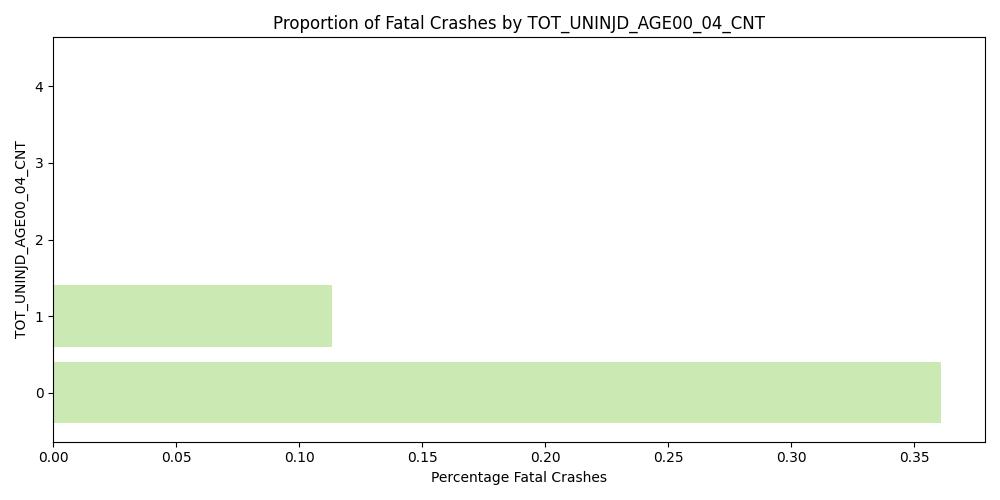 Proportion of Fatal Crashes by TOT_UNINJD_AGE00_04_CNT
TOT_UNINJD_AGE00_04_CNT
4
3
2
1
0
0.00 0.05 0.10 0.15 0.20 0.25 0.30 0.35
Percentage Fatal Crashes